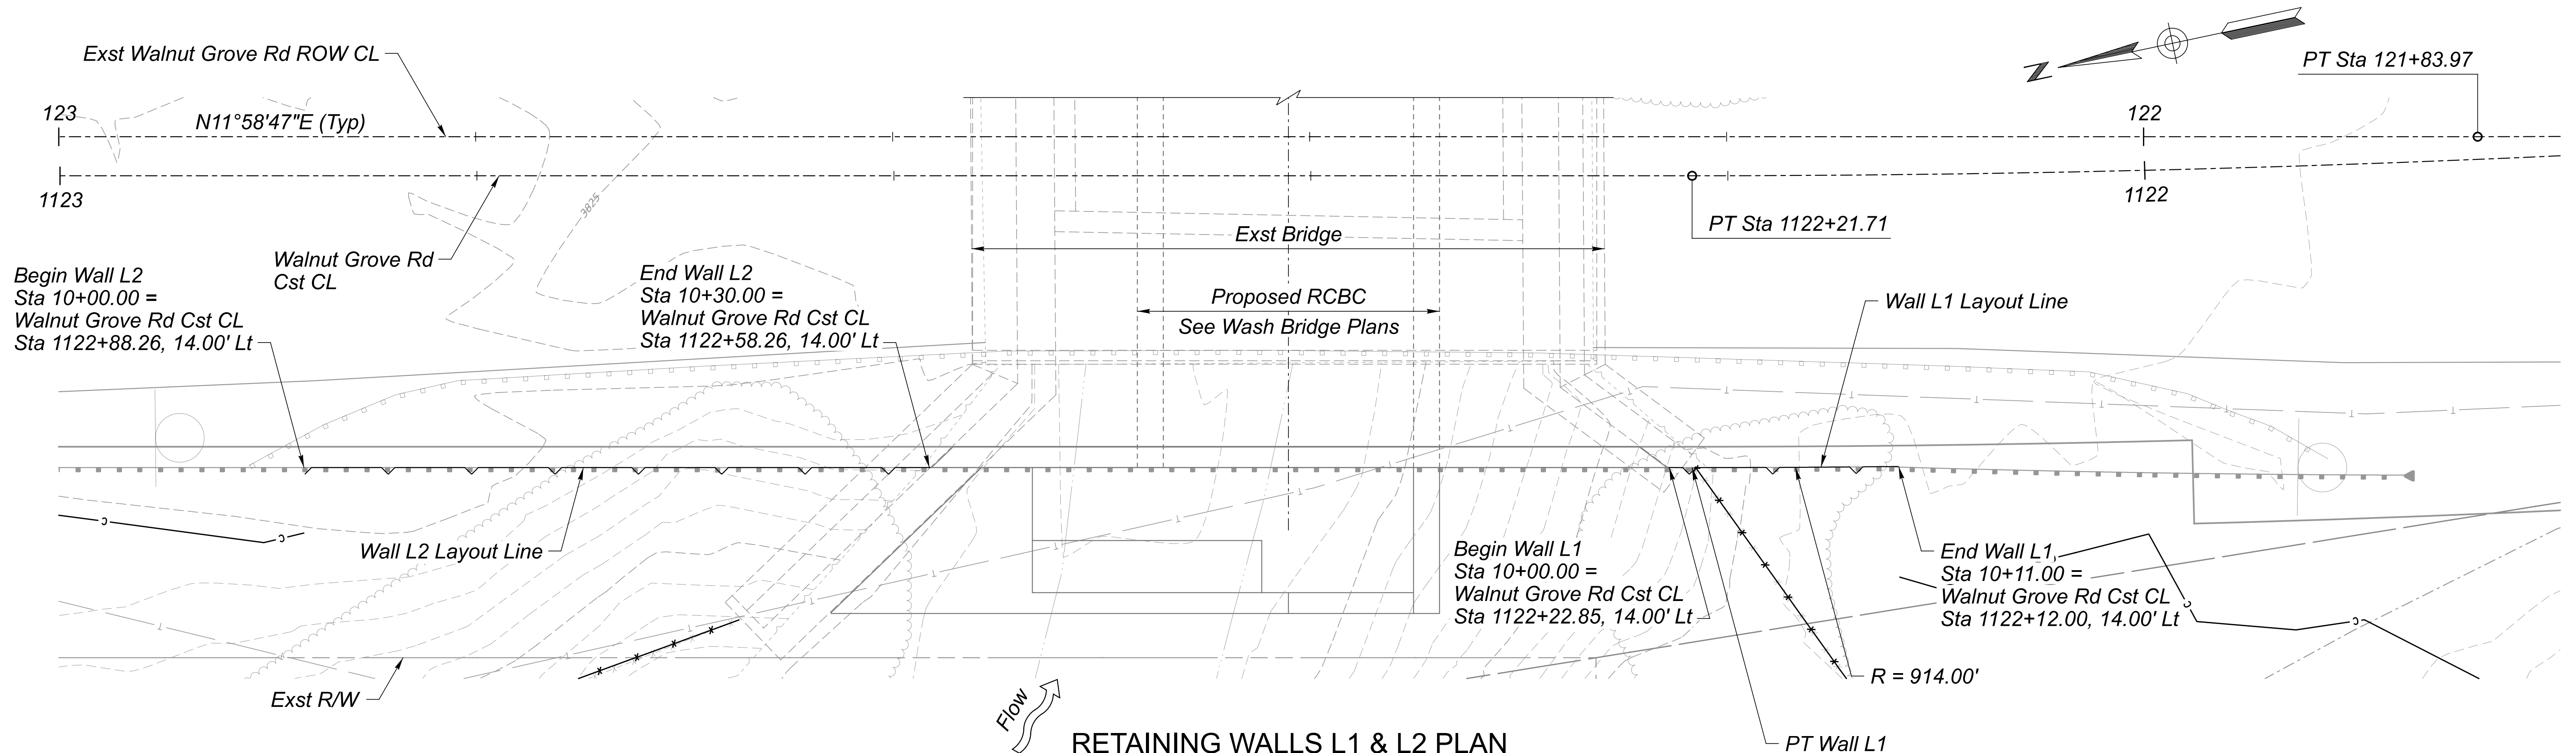 Exst Walnut Grove Rd ROW CL
N
PT Sta 121+83.97
123
N11°58'47"E (Typ)
122
1123
1122
3825
PT Sta 1122+21.71
Exst Bridge
Walnut Grove Rd
Cst CL
Begin Wall L2
Sta 10+00.00 =
Walnut Grove Rd Cst CL
Sta 1122+88.26, 14.00' Lt
End Wall L2
Sta 10+30.00 =
Walnut Grove Rd Cst CL
Sta 1122+58.26, 14.00' Lt
Proposed RCBC
See Wash Bridge Plans
Wall L1 Layout Line
Wall L2 Layout Line
Begin Wall L1
Sta 10+00.00 =
Walnut Grove Rd Cst CL
Sta 1122+22.85, 14.00' Lt
End Wall L1
Sta 10+11.00 =
Walnut Grove Rd Cst CL
Sta 1122+12.00, 14.00' Lt
Exst R/W
R = 914.00'
Flow
RETAINING WALLS L1 & L2 PLAN
PT Wall L1